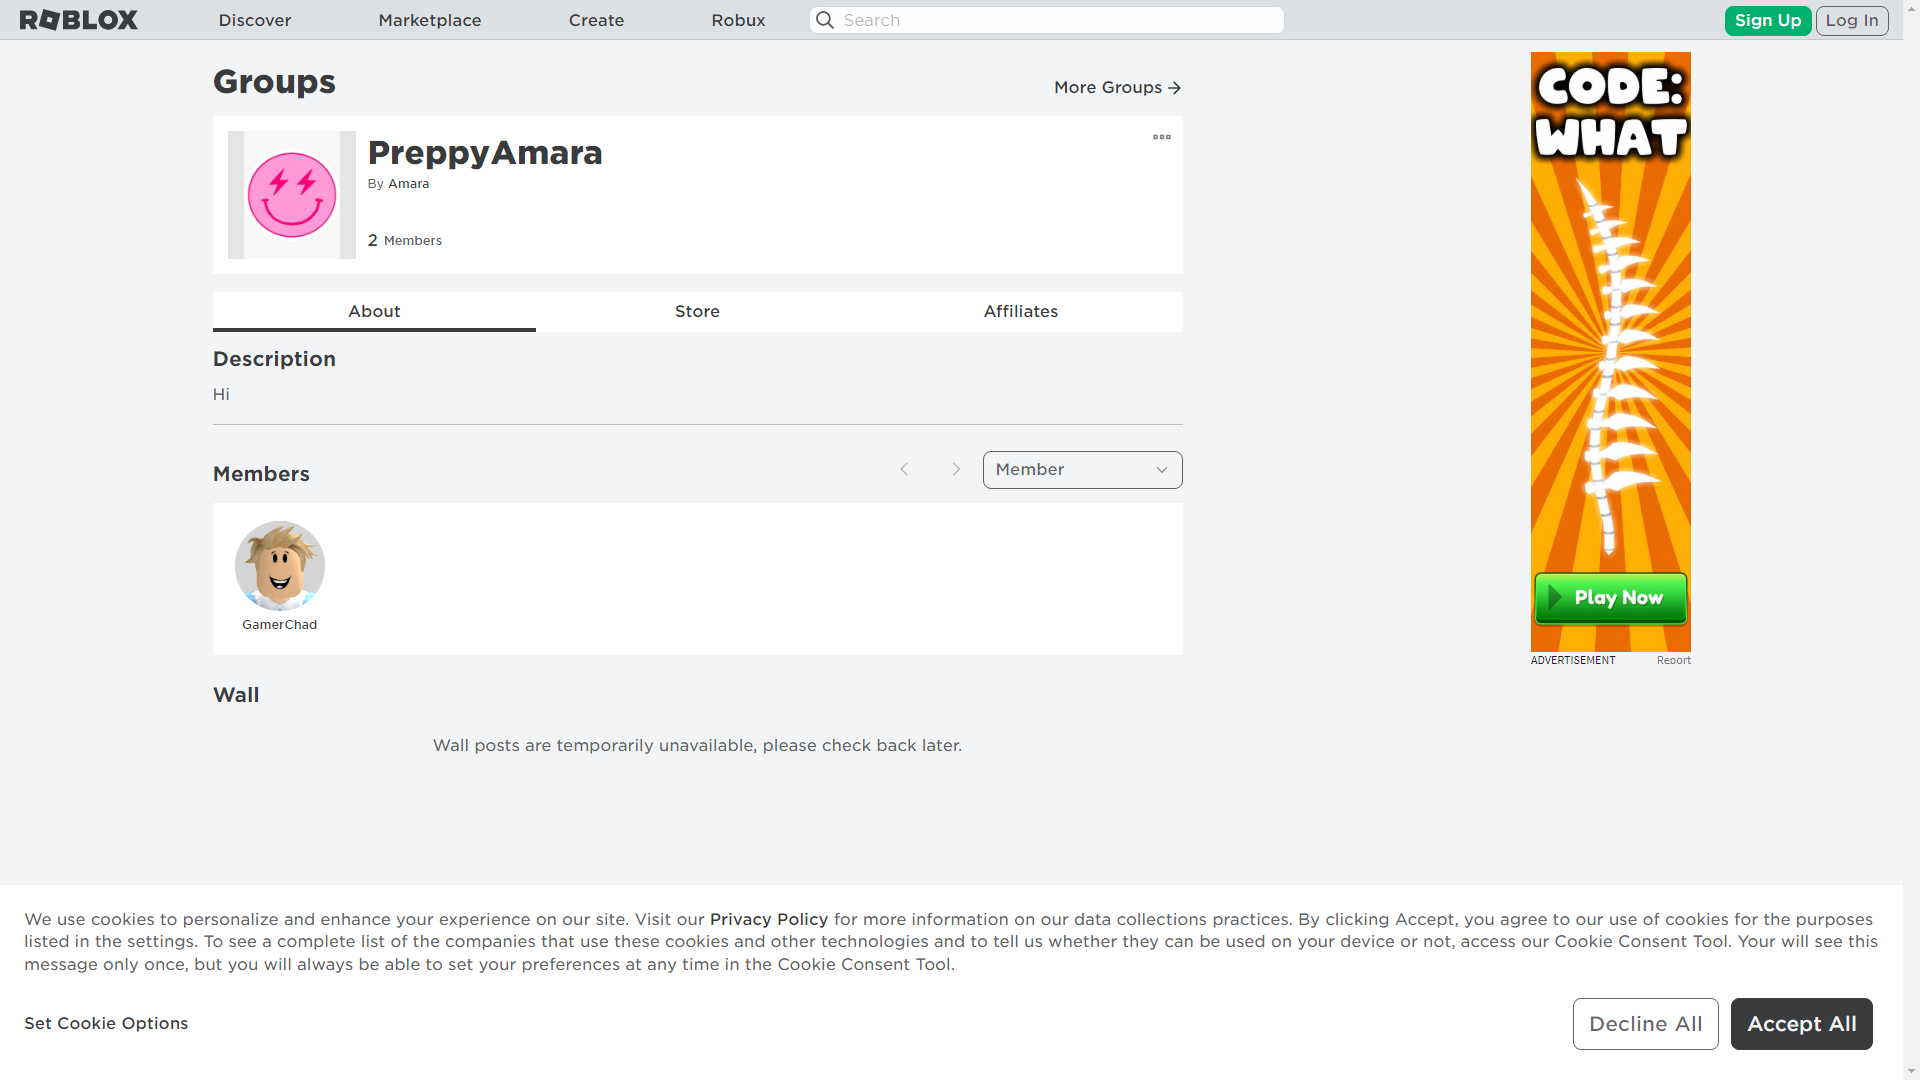 ROBLOX
Discover
Marketplace
Create
Robux
Search
Sign Up
Log In
Groups
More Groups
PreppyAmara
By Amara
2 Members
About
Store
Affiliates
Description
Hi
Members
Member
GamerChad
Wall
Wall posts are temporarily unavailable, please check back later.
CODE:
WHAT
Play Now
ADVERTISEMENT
Report
We use cookies to personalize and enhance your experience on our site. Visit our Privacy Policy for more information on our data collections practices. By clicking Accept, you agree to our use of cookies for the purposes
listed in the settings. To see a complete list of the companies that use these cookies and other technologies and to tell us whether they can be used on your device or not, access our Cookie Consent Tool. Your will see this
message only once, but you will always be able to set your preferences at any time in the Cookie Consent Tool.
Set Cookie Options
Decline All
Accept All